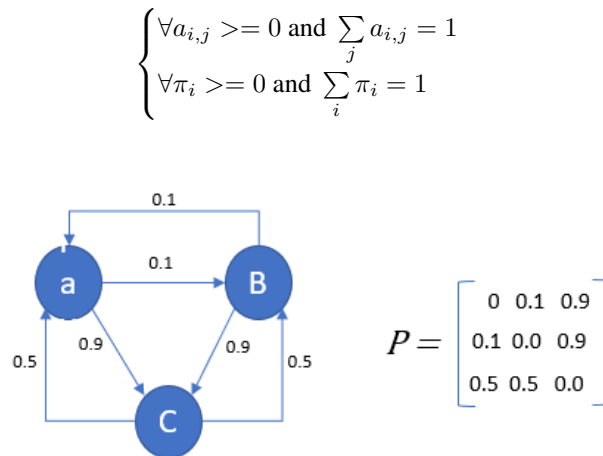 ∀a_{i,j} >= 0 and ∑_j a_{i,j} = 1
∀π_i >= 0 and ∑_i π_i = 1
0.1
a
0.1
B
0.5
0.9
0.9
0.5
C
P =
0 0.1 0.9
0.1 0.0 0.9
0.5 0.5 0.0